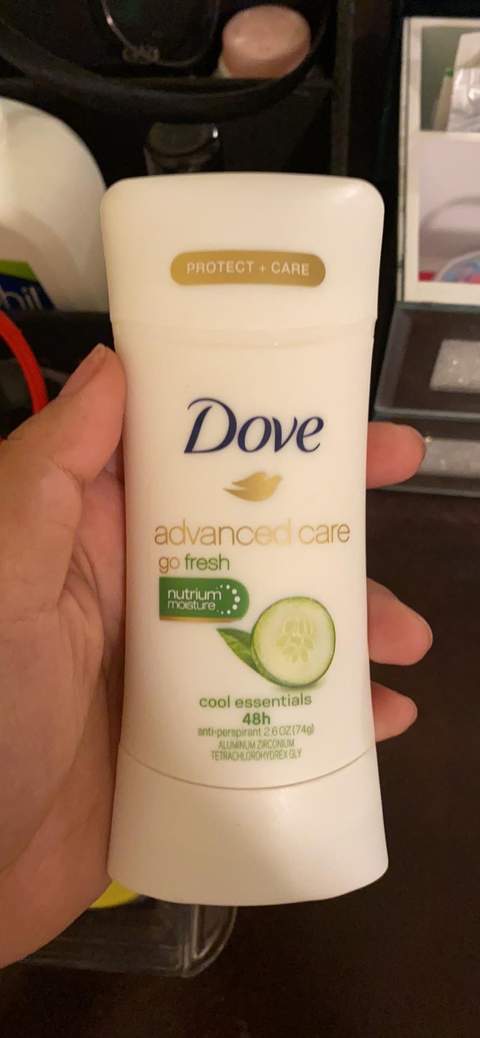 PROTECT + CARE
Dove
advanced care
go fresh
nutrium
moisture
cool essentials
48h
anti-perspirant 2.6 OZ (74g)
ALUMINUM ZIRCONIUM
TETRACHLOROHYDREX GLY